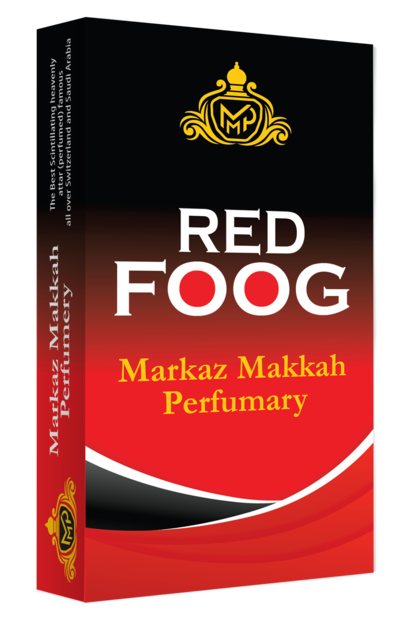 MMP
RED
FOOG
Markaz Makkah
Perfumary
The Best Scintillating heavenly
attar (perfumed) famous
all over Switzerland and Saudi Arabia
Markaz Makkah
Perfumery
MMP